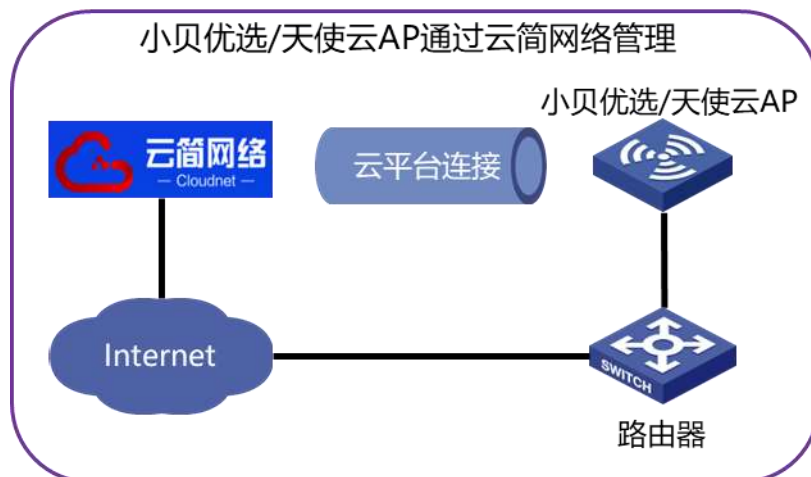 小贝优选/天使云AP通过云简网络管理
小贝优选/天使云AP
云简网络
— Cloudnet —
云平台连接
Internet
SWITCH
路由器